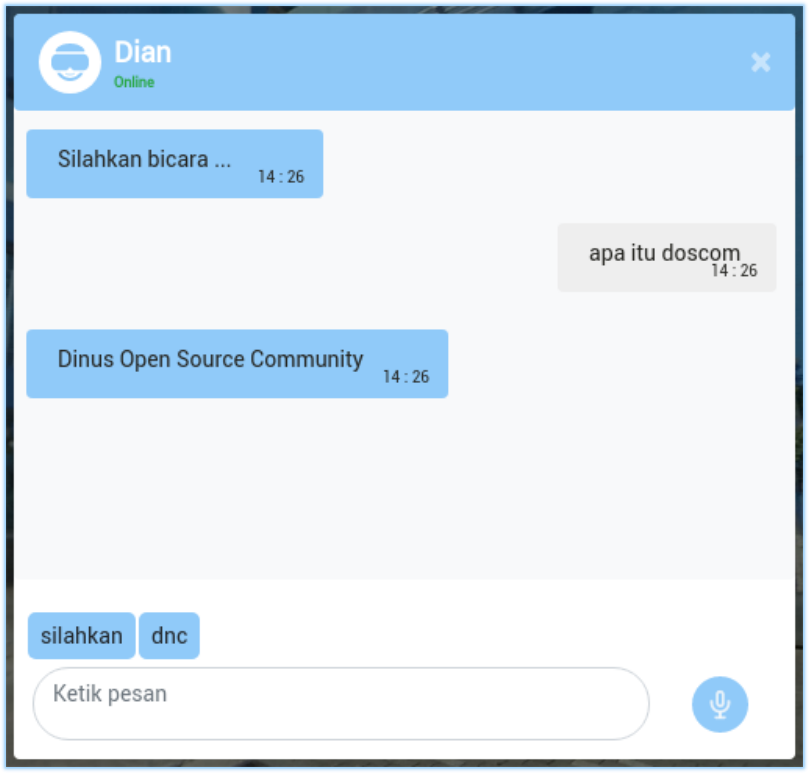 Dian
Online
Silahkan bicara ...
14 : 26
apa itu doscom
14 : 26
Dinus Open Source Community
14 : 26
silahkan dnc
Ketik pesan